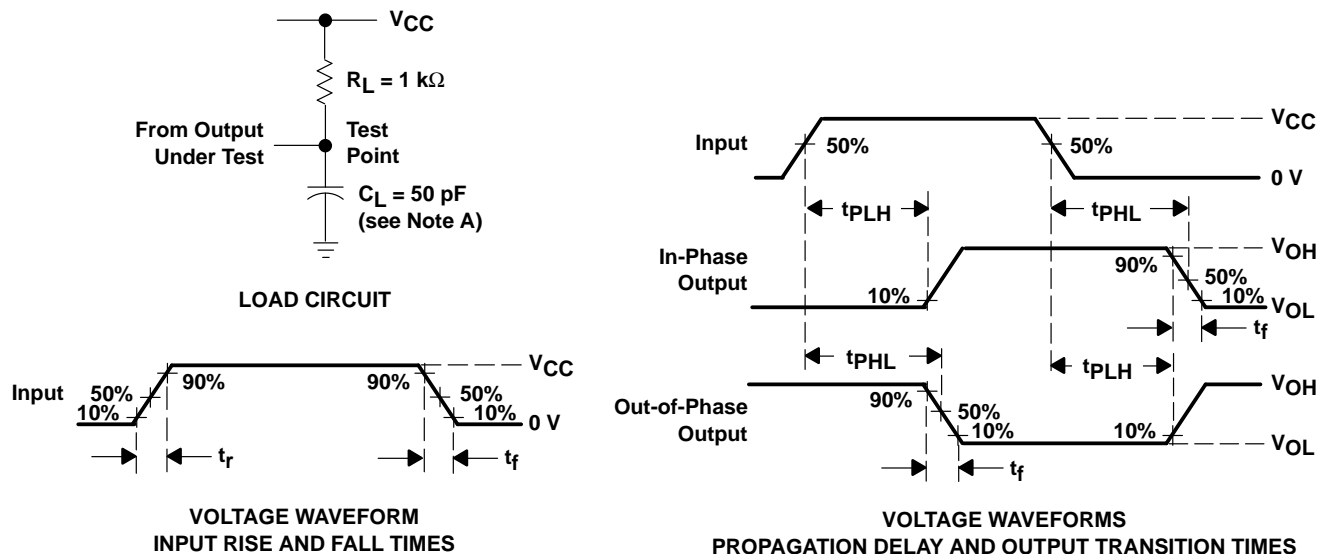 VCC
RL = 1 kΩ
From Output
Under Test
Test
Point
CL = 50 pF
(see Note A)
LOAD CIRCUIT
Input
10%
50%
90%
90%
50%
10%
VCC
0 V
tr
tf
VOLTAGE WAVEFORM
INPUT RISE AND FALL TIMES
Input
50%
50%
VCC
0 V
tPLH
tPHL
In-Phase
Output
10%
90%
50%
10%
VOH
VOL
tf
tPHL
tPLH
Out-of-Phase
Output
90%
50%
10%
10%
VOH
VOL
tf
VOLTAGE WAVEFORMS
PROPAGATION DELAY AND OUTPUT TRANSITION TIMES